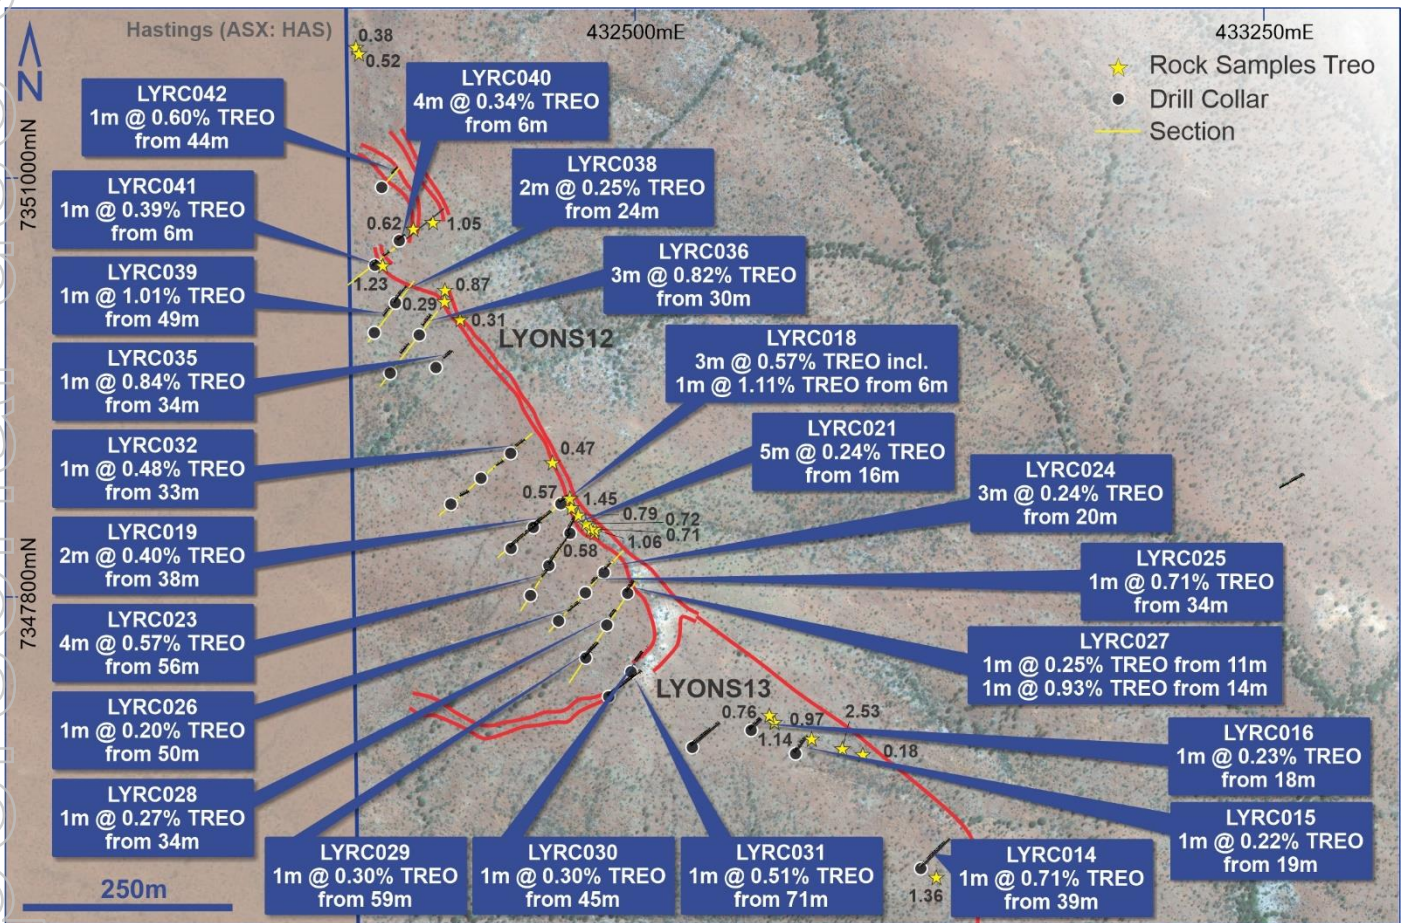 Hastings (ASX: HAS)
432500mE
433250mE
N
7351000mN
7347800mN
Rock Samples Treo
Drill Collar
Section
0.38
0.52
LYRC042
1m @ 0.60% TREO
from 44m
LYRC040
4m @ 0.34% TREO
from 6m
LYRC041
1m @ 0.39% TREO
from 6m
LYRC038
2m @ 0.25% TREO
from 24m
0.62
1.05
LYRC039
1m @ 1.01% TREO
from 49m
LYRC036
3m @ 0.82% TREO
from 30m
1.23
0.29
0.87
0.31
LYONS12
LYRC035
1m @ 0.84% TREO
from 34m
LYRC018
3m @ 0.57% TREO incl.
1m @ 1.11% TREO from 6m
LYRC032
1m @ 0.48% TREO
from 33m
0.47
LYRC021
5m @ 0.24% TREO
from 16m
LYRC024
3m @ 0.24% TREO
from 20m
0.57
1.45
0.79
0.72
0.71
1.06
0.58
LYRC019
2m @ 0.40% TREO
from 38m
LYRC025
1m @ 0.71% TREO
from 34m
LYRC023
4m @ 0.57% TREO
from 56m
LYRC027
1m @ 0.25% TREO from 11m
1m @ 0.93% TREO from 14m
LYONS13
LYRC026
1m @ 0.20% TREO
from 50m
0.76
0.97
2.53
1.14
0.18
LYRC016
1m @ 0.23% TREO
from 18m
LYRC028
1m @ 0.27% TREO
from 34m
LYRC015
1m @ 0.22% TREO
from 19m
LYRC029
1m @ 0.30% TREO
from 59m
LYRC030
1m @ 0.30% TREO
from 45m
LYRC031
1m @ 0.51% TREO
from 71m
LYRC014
1m @ 0.71% TREO
from 39m
1.36
250m